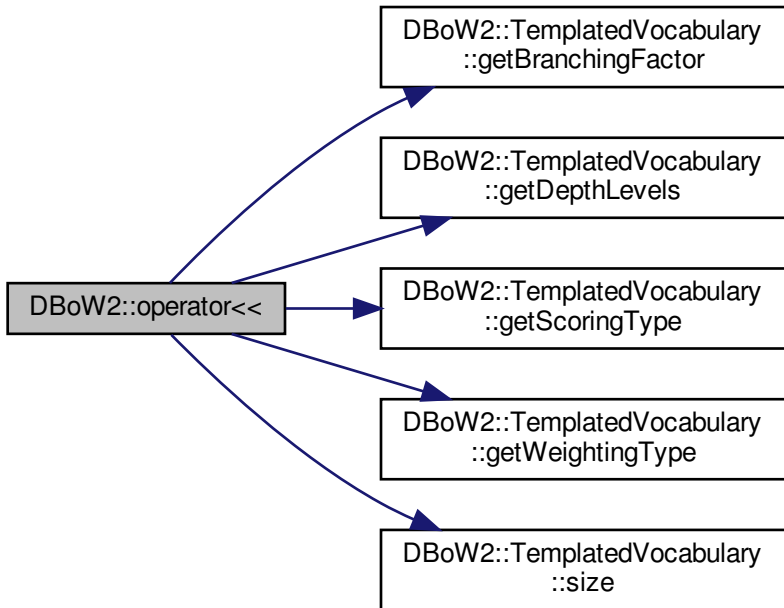 DBoW2::TemplatedVocabulary
::getBranchingFactor
DBoW2::TemplatedVocabulary
::getDepthLevels
DBoW2::operator<<
DBoW2::TemplatedVocabulary
::getScoringType
DBoW2::TemplatedVocabulary
::getWeightingType
DBoW2::TemplatedVocabulary
::size